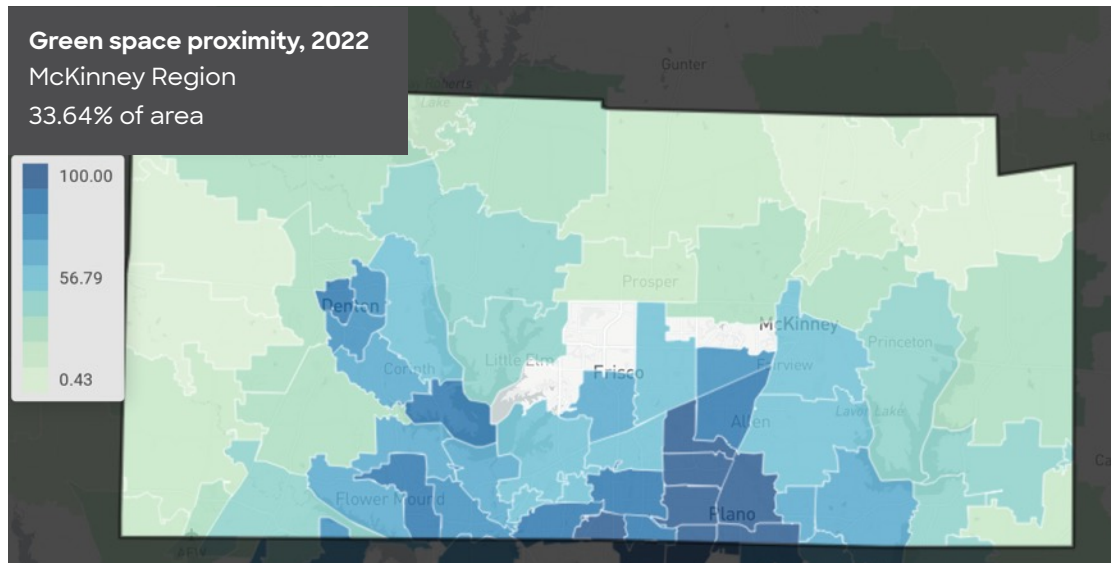 Green space proximity, 2022
McKinney Region
33.64% of area
Gunter
Lake
100.00
56.79
0.43
Denton
Prosper
McKinney
Princeton
Little Elm
Corinth
Frisco
Fairview
Allen
Lavon Lake
Flower Mound
Plano